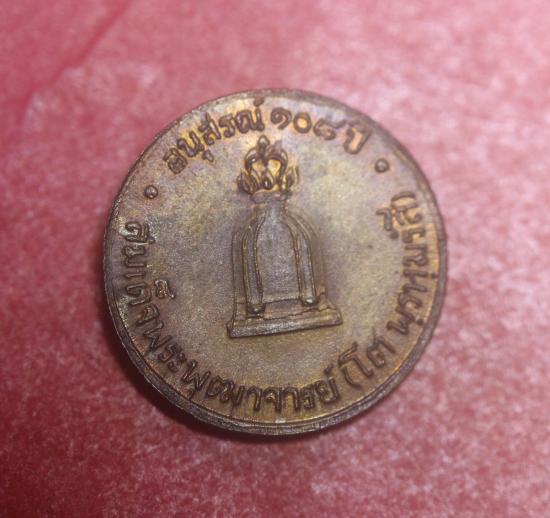 อนุสรณ์ ๑๐๘ ปี
สมเด็จพระพุฒาจารย์ (โต พฺรหฺมรํสี)